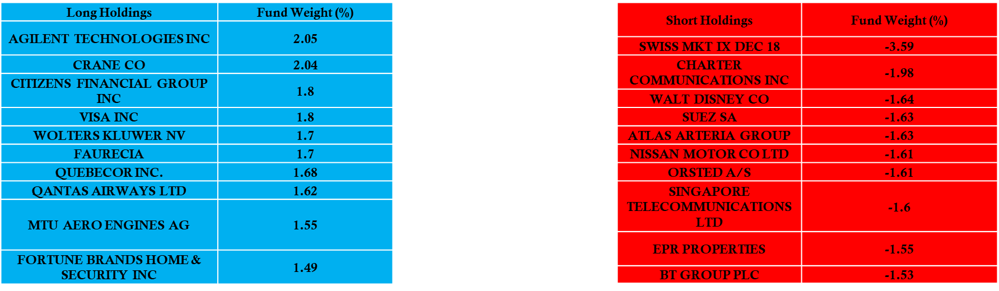 Long Holdings Fund Weight (%)
AGILENT TECHNOLOGIES INC 2.05
CRANE CO 2.04
CITIZENS FINANCIAL GROUP
INC 1.8
VISA INC 1.8
WOLTERS KLUWER NV 1.7
FAURECIA 1.7
QUEBECOR INC. 1.68
QANTAS AIRWAYS LTD 1.62
MTU AERO ENGINES AG 1.55
FORTUNE BRANDS HOME &
SECURITY INC 1.49
Short Holdings Fund Weight (%)
SWISS MKT IX DEC 18 -3.59
CHARTER
COMMUNICATIONS INC -1.98
WALT DISNEY CO -1.64
SUEZ SA -1.63
ATLAS ARTERIA GROUP -1.63
NISSAN MOTOR CO LTD -1.61
ORSTED A/S -1.61
SINGAPORE
TELECOMMUNICATIONS -1.6
LTD
EPR PROPERTIES -1.55
BT GROUP PLC -1.53